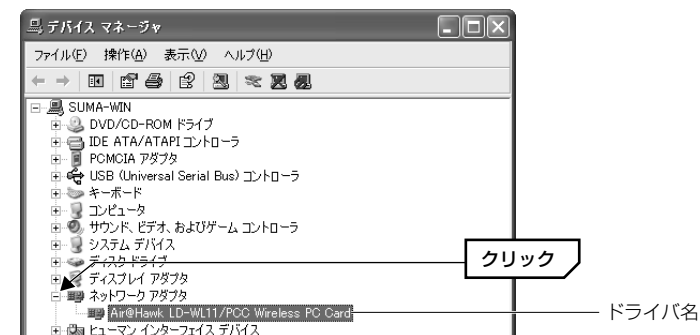 デバイス マネージャ
ファイル(F) 操作(A) 表示(V) ヘルプ(H)
SUMA-WIN
DVD/CD-ROM ドライブ
IDE ATA/ATAPI コントローラ
PCMCIA アダプタ
USB (Universal Serial Bus) コントローラ
キーボード
コンピュータ
サウンド、ビデオ、およびゲーム コントローラ
システム デバイス
ディスク ドライブ
クリック
ディスプレイ アダプタ
ネットワーク アダプタ
Air@Hawk LD-WL11/PCC Wireless PC Card
ドライバ名
ヒューマン インターフェイス デバイス